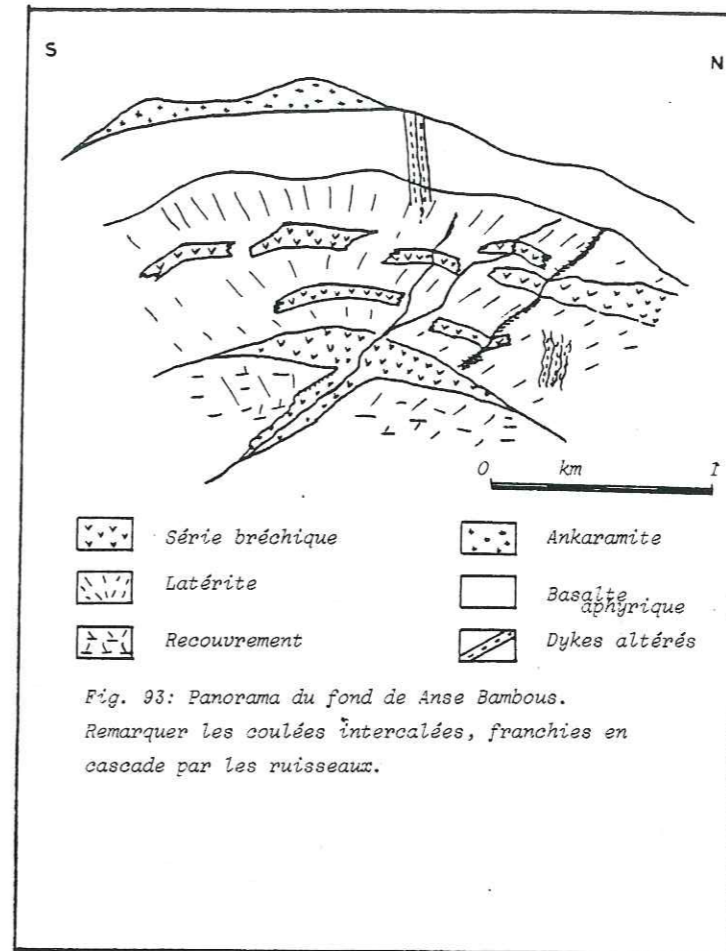 S N
0 km 1
Série bréchique
Ankaramite
Latérite
Basalte
aphyrique
Recouvrement
Dykes altérés
Fig. 93: Panorama du fond de Anse Bambous.
Remarquer les coulées intercalées, franchies en
cascade par les ruisseaux.